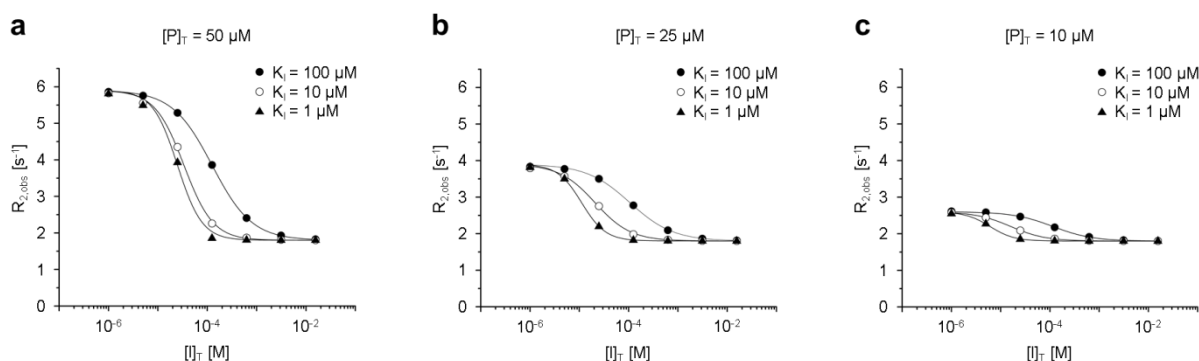 a
[P]T = 50 µM
KI = 100 µM
KI = 10 µM
KI = 1 µM
R2,obs [s-1]
6
5
4
3
2
1
0
10-6
10-4
10-2
[I]T [M]
b
[P]T = 25 µM
KI = 100 µM
KI = 10 µM
KI = 1 µM
R2,obs [s-1]
6
5
4
3
2
1
0
10-6
10-4
10-2
[I]T [M]
c
[P]T = 10 µM
KI = 100 µM
KI = 10 µM
KI = 1 µM
R2,obs [s-1]
6
5
4
3
2
1
0
10-6
10-4
10-2
[I]T [M]